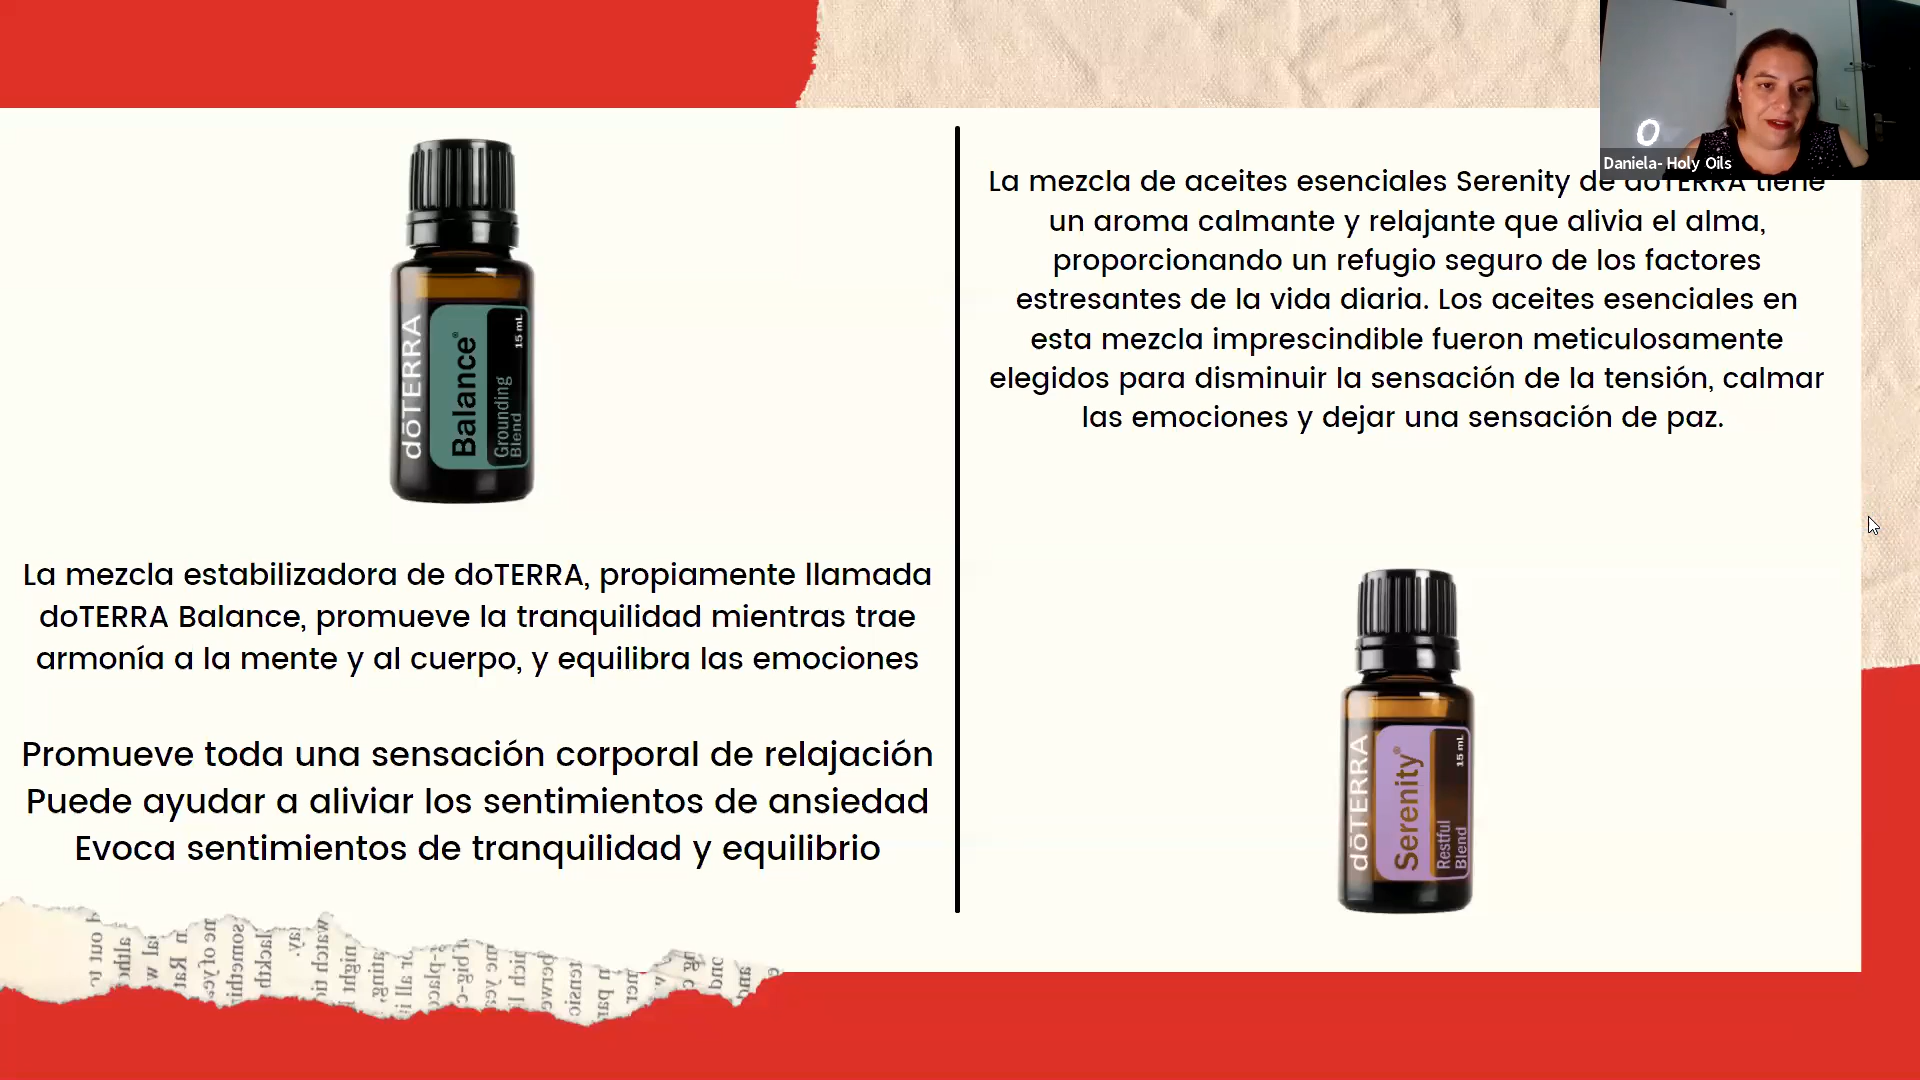 dōTERRA
Balance®
Grounding
Blend
15 mL
La mezcla estabilizadora de doTERRA, propiamente llamada
doTERRA Balance, promueve la tranquilidad mientras trae
armonía a la mente y al cuerpo, y equilibra las emociones
Promueve toda una sensación corporal de relajación
Puede ayudar a aliviar los sentimientos de ansiedad
Evoca sentimientos de tranquilidad y equilibrio
La mezcla de aceites esenciales Serenity de doTERRA tiene
un aroma calmante y relajante que alivia el alma,
proporcionando un refugio seguro de los factores
estresantes de la vida diaria. Los aceites esenciales en
esta mezcla imprescindible fueron meticulosamente
elegidos para disminuir la sensación de la tensión, calmar
las emociones y dejar una sensación de paz.
dōTERRA
Serenity®
Restful
Blend
15 mL
Daniela- Holy Oils